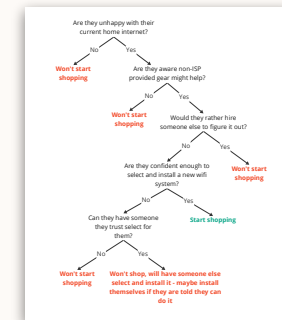 Are they unhappy with their
current home internet?
No
Yes
Won't start
shopping
Are they aware non-ISP
provided gear might help?
No
Yes
Won't start
shopping
Would they rather hire
someone else to figure it out?
No
Yes
Are they confident enough to
select and install a new wifi
system?
Won't start
shopping
No
Yes
Can they have someone
they trust select for
them?
Start shopping
No
Yes
Won't start
shopping
Won't shop, will have someone else
select and install it - maybe install
themselves if they are told they can
do it